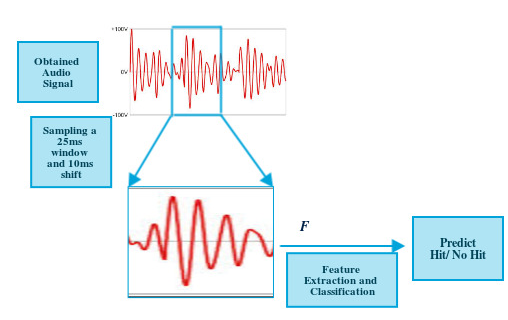 +100V
Obtained
Audio
Signal
0V
-100V
Sampling a
25ms
window
and 10ms
shift
F
Predict
Hit/ No Hit
Feature
Extraction and
Classification